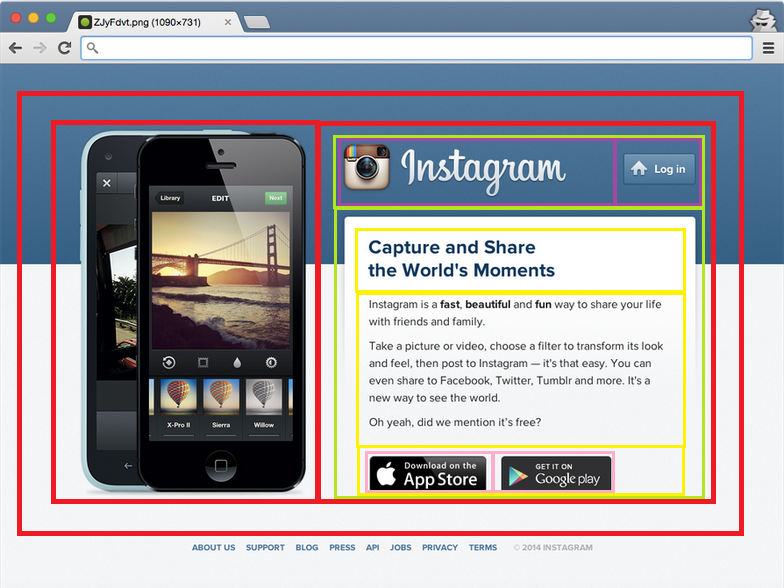 ZJyFdvt.png (1090×731)
Instagram
Log in
Library
EDIT
Next
X-Pro II
Sierra
Willow
Capture and Share
the World's Moments
Instagram is a fast, beautiful and fun way to share your life
with friends and family.
Take a picture or video, choose a filter to transform its look
and feel, then post to Instagram — it's that easy. You can
even share to Facebook, Twitter, Tumblr and more. It's a
new way to see the world.
Oh yeah, did we mention it's free?
Download on the
App Store
GET IT ON
Google play
ABOUT US SUPPORT BLOG PRESS API JOBS PRIVACY TERMS © 2014 INSTAGRAM